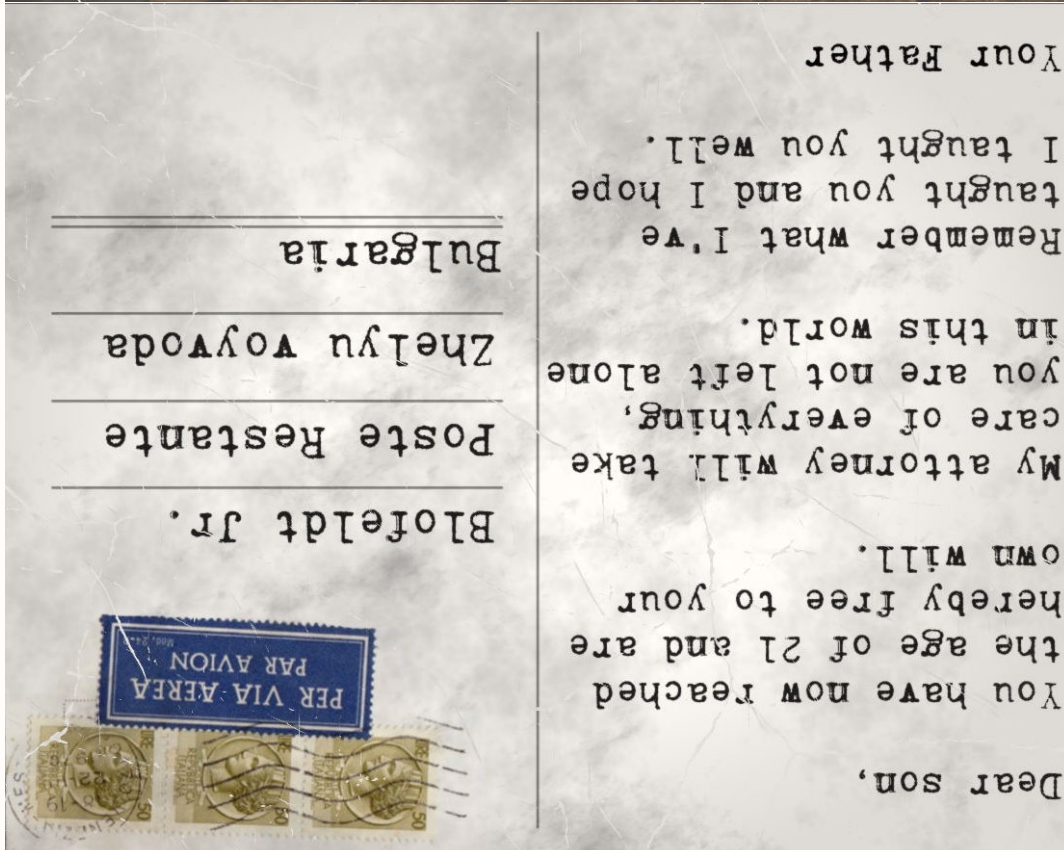 Dear son,
You have now reached
the age of 21 and are
hereby free to your
own will.
My attorney will take
care of everything,
you are not left alone
in this world.
Remember what I've
taught you and I hope
I taught you well.
Your Father
50
50
50
PER VIA AEREA
PAR AVION
Blofeldt Jr.
Poste Restante
Zhelyu voyvoda
Bulgaria